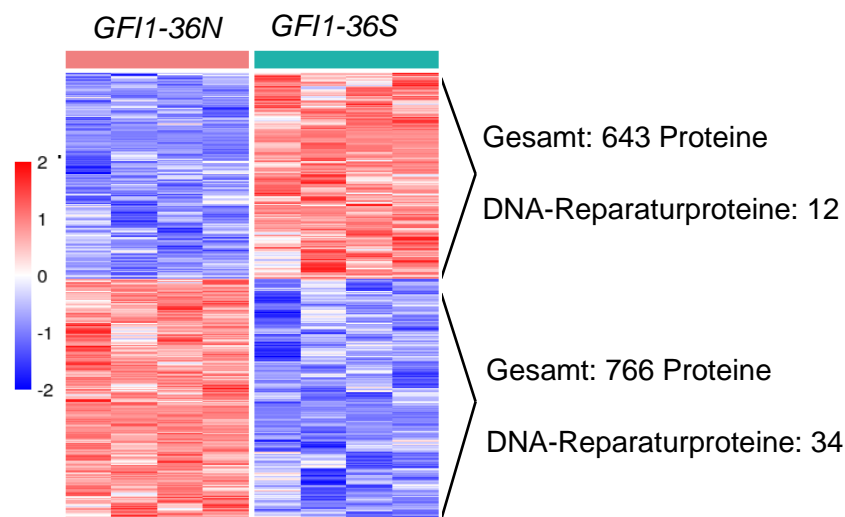 GFI1-36N GFI1-36S
Gesamt: 643 Proteine
DNA-Reparaturproteine: 12
2
1
0
-1
-2
Gesamt: 766 Proteine
DNA-Reparaturproteine: 34